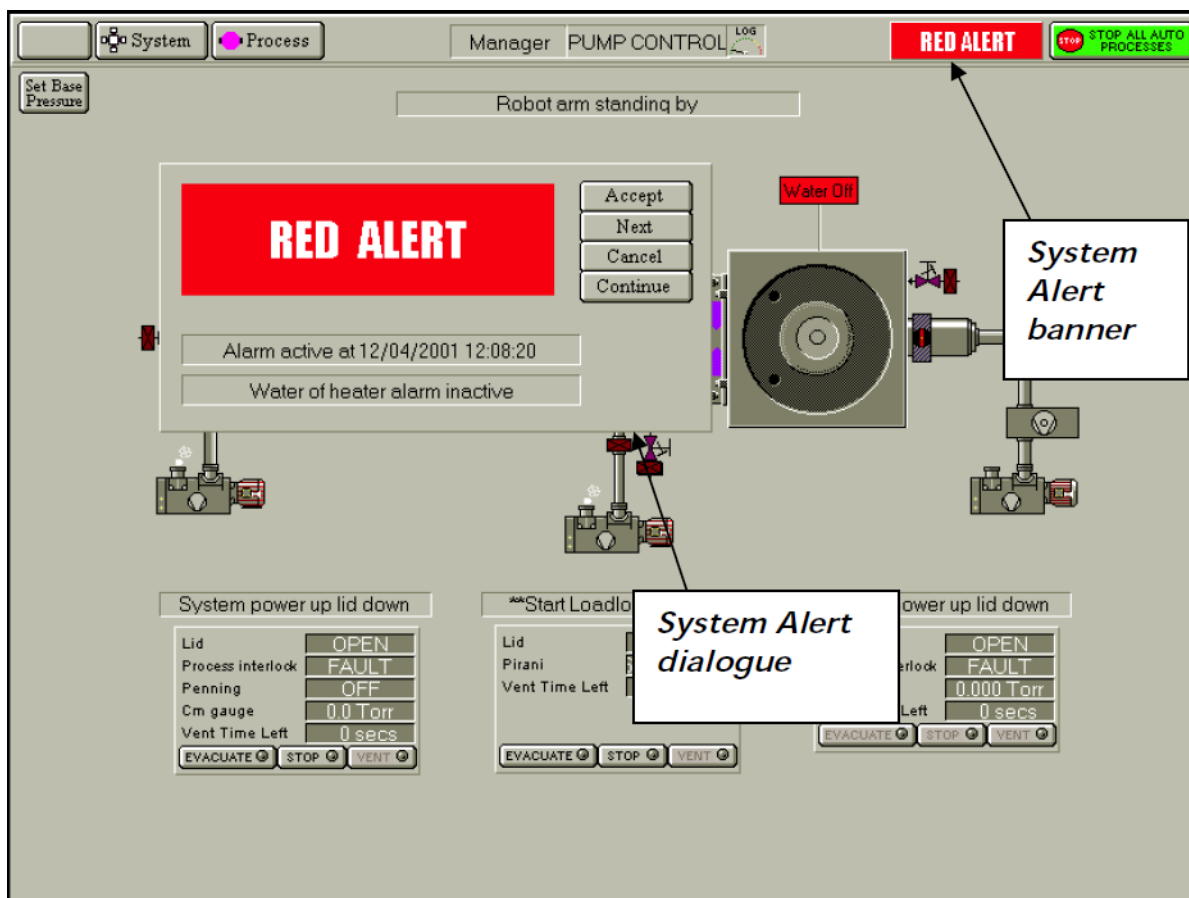 System
Process
Manager
PUMP CONTROL
LOG
RED ALERT
STOP
STOP ALL AUTO
PROCESSES
Set Base
Pressure
Robot arm standing by
RED ALERT
Accept
Next
Cancel
Continue
Alarm active at 12/04/2001 12:08:20
Water of heater alarm inactive
Water Off
System
Alert
banner
System Alert
dialogue
System power up lid down
Lid OPEN
Process interlock FAULT
Penning OFF
Cm gauge 0.0 Torr
Vent Time Left 0 secs
EVACUATE STOP VENT
**Start Loadlo
Lid
Pirani
Vent Time Left
EVACUATE STOP VENT
ower up lid down
OPEN
rlock FAULT
0.000 Torr
Left 0 secs
EVACUATE STOP VENT